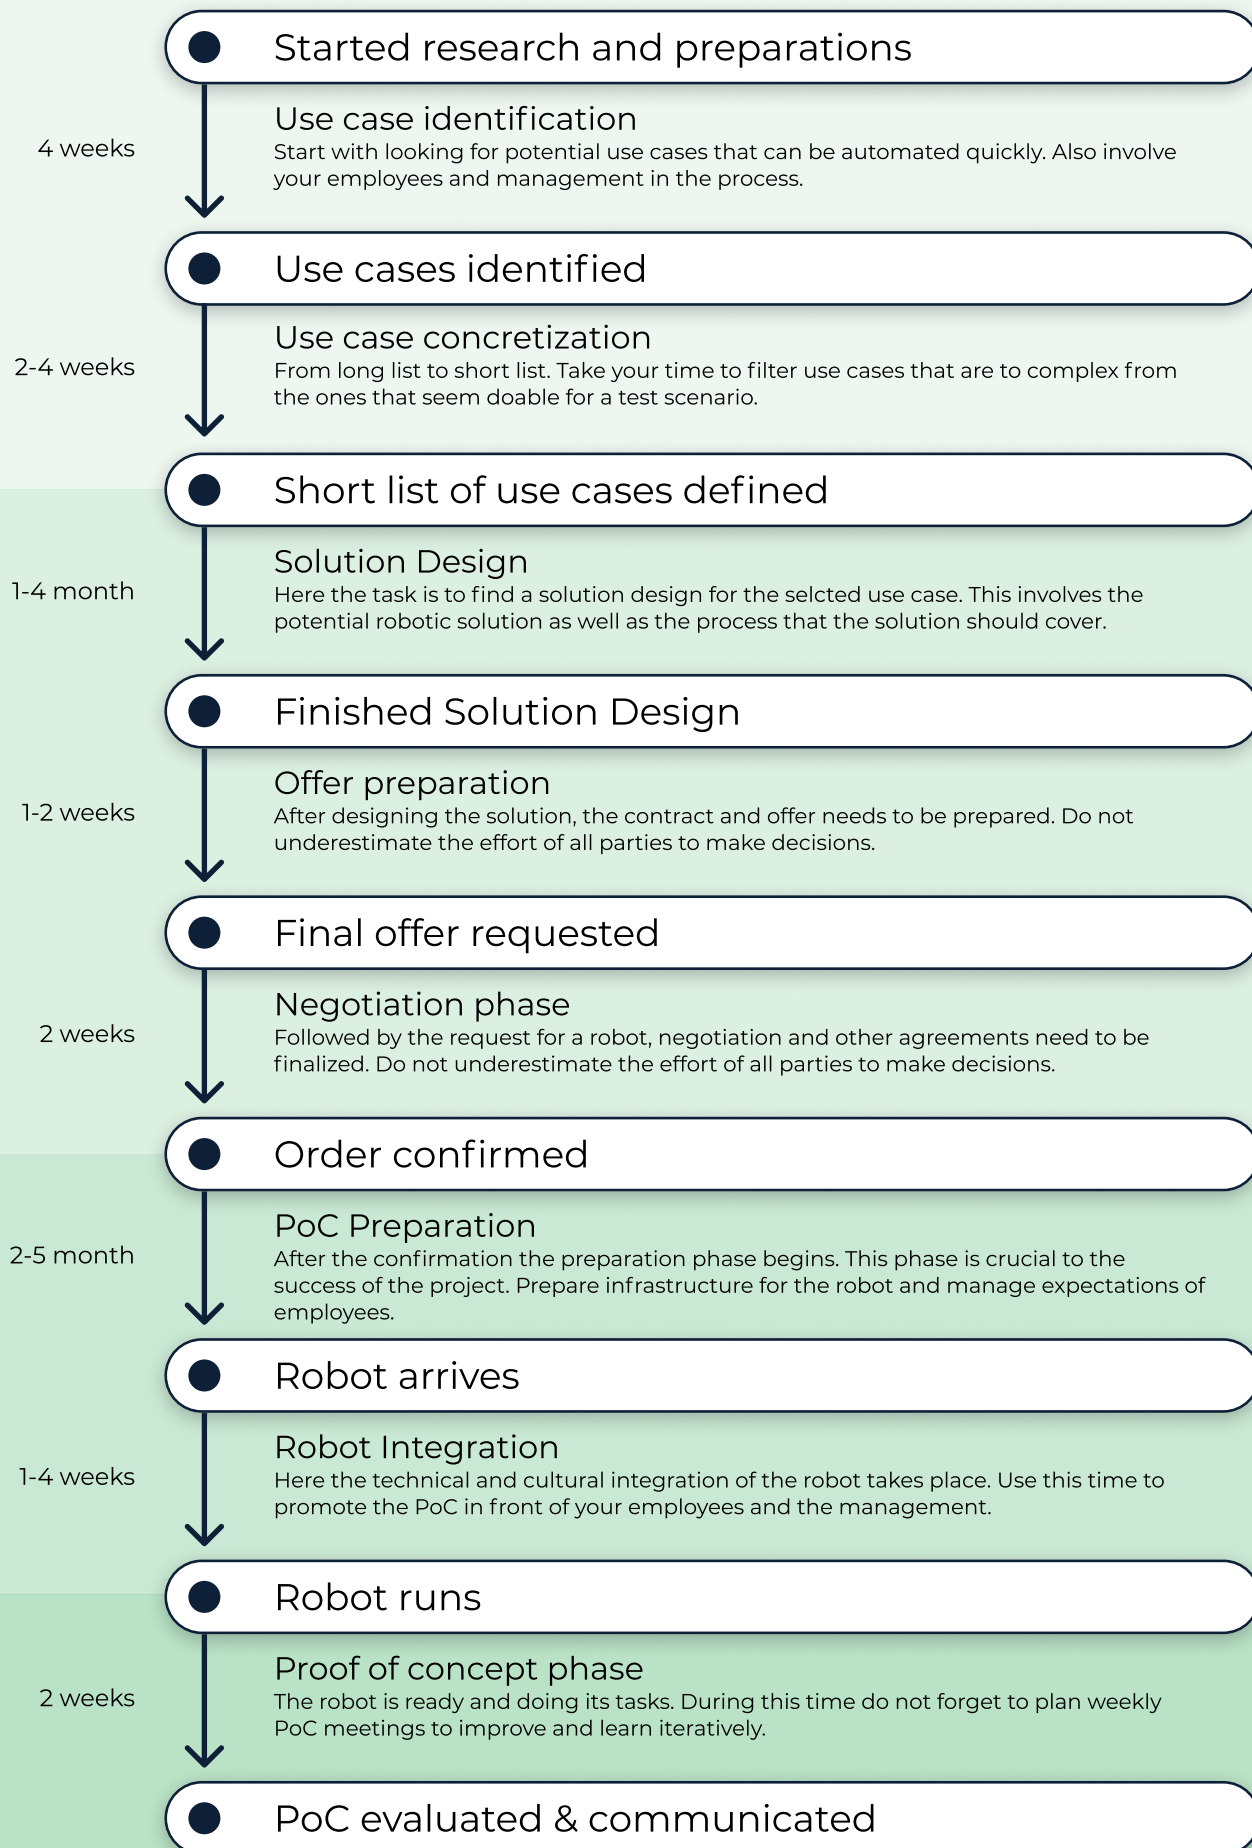 Started research and preparations
4 weeks
Use case identification
Start with looking for potential use cases that can be automated quickly. Also involve
your employees and management in the process.
Use cases identified
2-4 weeks
Use case concretization
From long list to short list. Take your time to filter use cases that are to complex from
the ones that seem doable for a test scenario.
Short list of use cases defined
1-4 month
Solution Design
Here the task is to find a solution design for the selcted use case. This involves the
potential robotic solution as well as the process that the solution should cover.
Finished Solution Design
1-2 weeks
Offer preparation
After designing the solution, the contract and offer needs to be prepared. Do not
underestimate the effort of all parties to make decisions.
Final offer requested
2 weeks
Negotiation phase
Followed by the request for a robot, negotiation and other agreements need to be
finalized. Do not underestimate the effort of all parties to make decisions.
Order confirmed
2-5 month
PoC Preparation
After the confirmation the preparation phase begins. This phase is crucial to the
success of the project. Prepare infrastructure for the robot and manage expectations of
employees.
Robot arrives
1-4 weeks
Robot Integration
Here the technical and cultural integration of the robot takes place. Use this time to
promote the PoC in front of your employees and the management.
Robot runs
2 weeks
Proof of concept phase
The robot is ready and doing its tasks. During this time do not forget to plan weekly
PoC meetings to improve and learn iteratively.
PoC evaluated & communicated